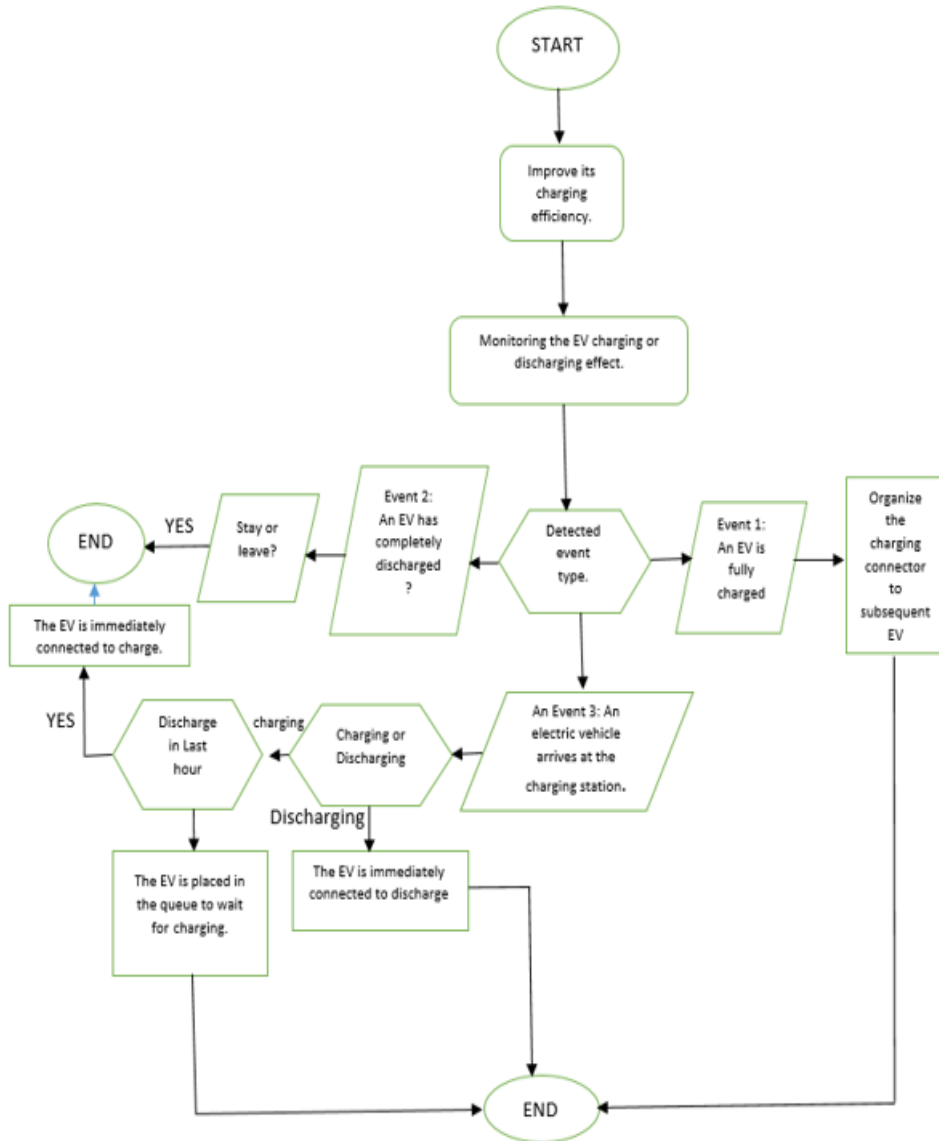 START
Improve its
charging
efficiency.
Monitoring the EV charging or
discharging effect.
Event 2:
An EV has
completely
discharged
?
Stay or
leave?
YES
END
Detected
event
type.
Event 1:
An EV is
fully
charged
Organize
the
charging
connector
to
subsequent
EV
The EV is immediately
connected to charge.
YES
Discharge
in Last
hour
charging
Charging or
Discharging
An Event 3: An
electric vehicle
arrives at the
charging station.
Discharging
The EV is placed in
the queue to wait
for charging.
The EV is immediately
connected to discharge
END